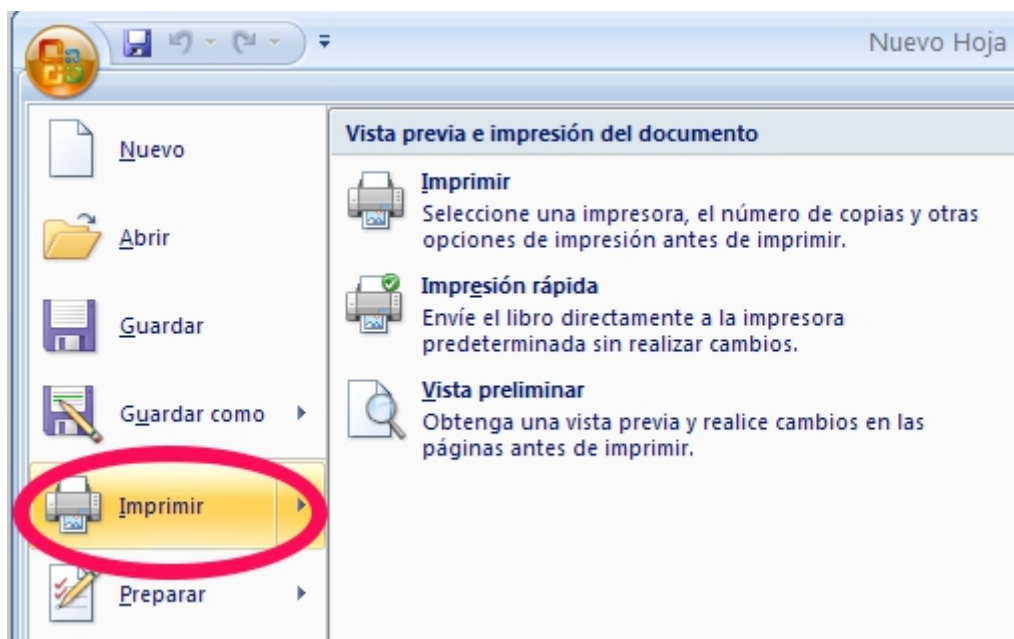 Nuevo Hoja
Nuevo
Abrir
Guardar
Guardar como
Imprimir
Preparar
Vista previa e impresión del documento
Imprimir
Seleccione una impresora, el número de copias y otras
opciones de impresión antes de imprimir.
Impresión rápida
Envíe el libro directamente a la impresora
predeterminada sin realizar cambios.
Vista preliminar
Obtenga una vista previa y realice cambios en las
páginas antes de imprimir.